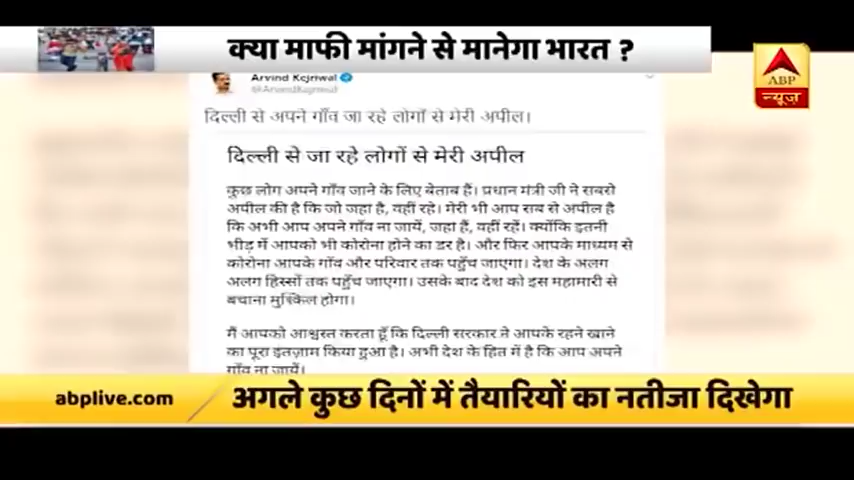 क्या माफी मांगने से मानेगा भारत ?
ABP
न्यूज़
Arvind Kejriwal
@ArvindKejriwal
दिल्ली से अपने गाँव जा रहे लोगों से मेरी अपील।
दिल्ली से जा रहे लोगों से मेरी अपील
कुछ लोग अपने गाँव जाने के लिए बेताब हैं। प्रधान मंत्री जी ने सबसे
अपील की है कि जो जहा है, वहीं रहे। मेरी भी आप सब से अपील है
कि अभी आप अपने गाँव ना जायें, जहा हैं, वहीं रहें। क्योंकि इतनी
भीड़ में आपको भी कोरोना होने का डर है। और फिर आपके माध्यम से
कोरोना आपके गाँव और परिवार तक पहुँच जाएगा। देश के अलग
अलग हिस्सों तक पहुँच जाएगा। उसके बाद देश को इस महामारी से
बचाना मुश्किल होगा।
मैं आपको आश्वस्त करता हूँ कि दिल्ली सरकार ने आपके रहने खाने
का पूरा इतज़ाम किया हुआ है। अभी देश के हित में है कि आप अपने
गाँव ना जायें।
abplive.com
अगले कुछ दिनों में तैयारियों का नतीजा दिखेगा